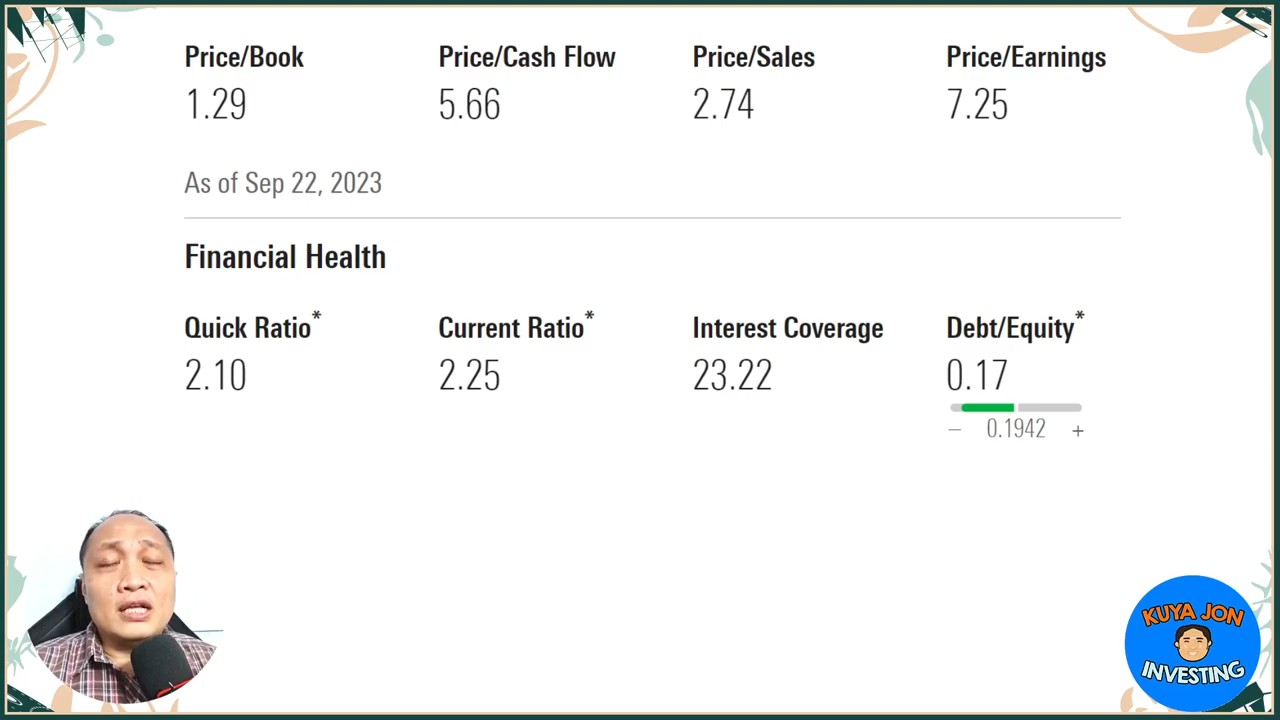 Price/Book Price/Cash Flow Price/Sales Price/Earnings
1.29 5.66 2.74 7.25
As of Sep 22, 2023
Financial Health
Quick Ratio* Current Ratio* Interest Coverage Debt/Equity*
2.10 2.25 23.22 0.17
– 0.1942 +
KUYA JON
INVESTING